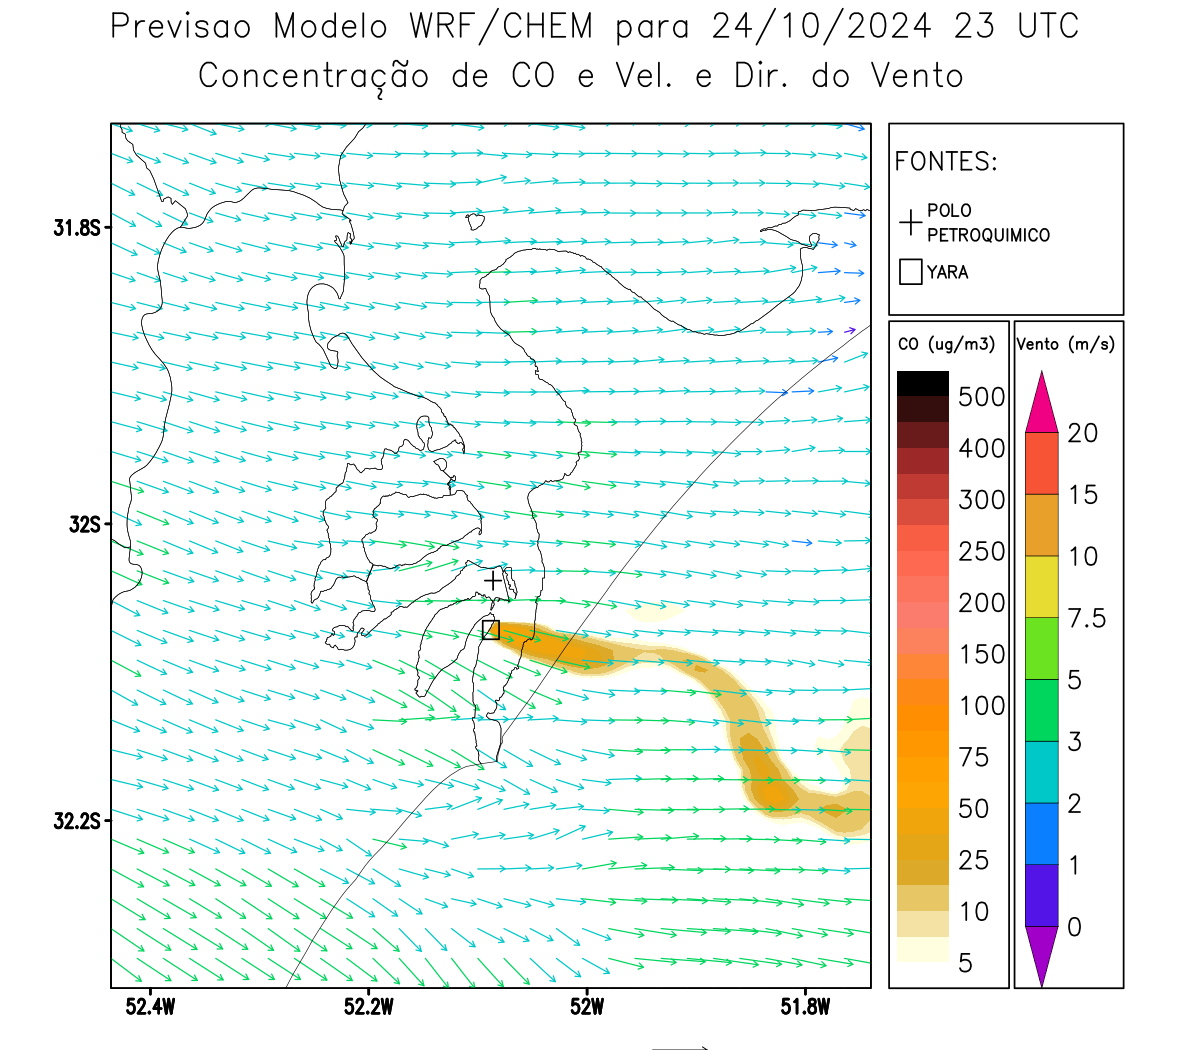 Previsao Modelo WRF/CHEM para 24/10/2024 23 UTC
Concentração de CO e Vel. e Dir. do Vento
FONTES:
POLO
PETROQUIMICO
YARA
CO (ug/m3)
500
400
300
250
200
150
100
75
50
25
10
5
Vento (m/s)
20
15
10
7.5
5
3
2
1
0
31.8S
32S
32.2S
52.4W
52.2W
52W
51.8W